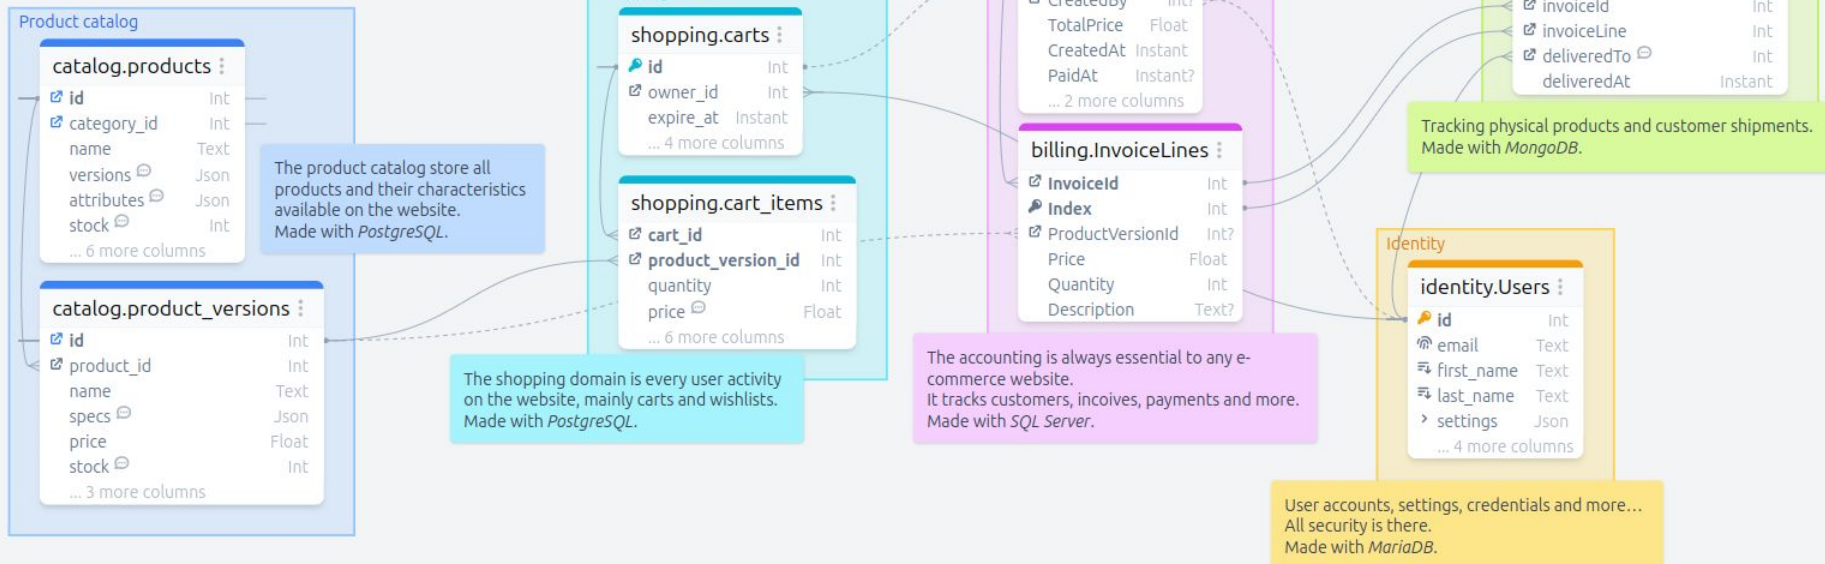 Product catalog
catalog.products
id Int
category_id Int
name Text
versions Json
attributes Json
stock Int
... 6 more columns
The product catalog store all
products and their characteristics
available on the website.
Made with PostgreSQL.
catalog.product_versions
id Int
product_id Int
name Text
specs Json
price Float
stock Int
... 3 more columns
shopping.carts
id Int
owner_id Int
expire_at Instant
... 4 more columns
shopping.cart_items
cart_id Int
product_version_id Int
quantity Int
price Float
... 6 more columns
The shopping domain is every user activity
on the website, mainly carts and wishlists.
Made with PostgreSQL.
CreatedBy Int?
TotalPrice Float
CreatedAt Instant
PaidAt Instant?
... 2 more columns
billing.InvoiceLines
InvoiceId Int
Index Int
ProductVersionId Int?
Price Float
Quantity Int
Description Text?
The accounting is always essential to any e-
commerce website.
It tracks customers, incoives, payments and more.
Made with SQL Server.
invoiceId Int
invoiceLine Int
deliveredTo Int
deliveredAt Instant
Tracking physical products and customer shipments.
Made with MongoDB.
Identity
identity.Users
id Int
email Text
first_name Text
last_name Text
settings Json
... 4 more columns
User accounts, settings, credentials and more...
All security is there.
Made with MariaDB.